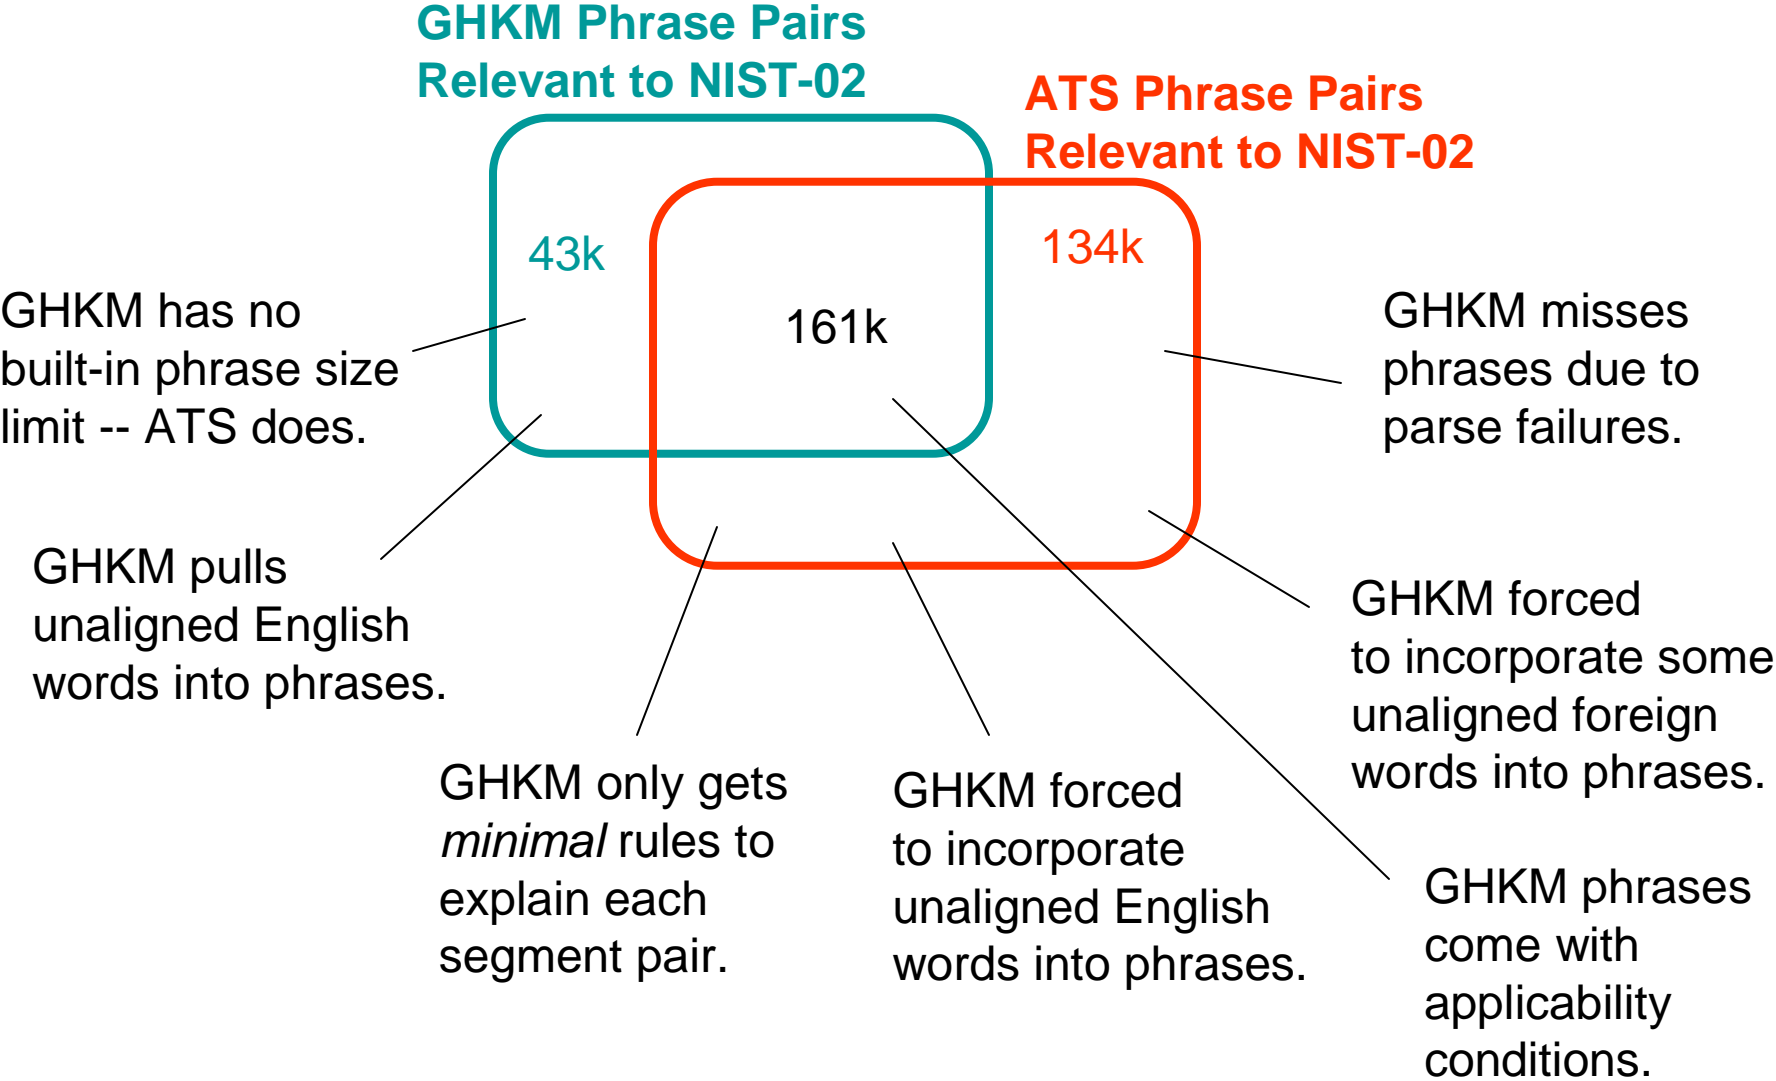 GHKM Phrase Pairs
Relevant to NIST-02
ATS Phrase Pairs
Relevant to NIST-02
43k
134k
161k
GHKM has no
built-in phrase size
limit -- ATS does.
GHKM misses
phrases due to
parse failures.
GHKM pulls
unaligned English
words into phrases.
GHKM forced
to incorporate some
unaligned foreign
words into phrases.
GHKM only gets
minimal rules to
explain each
segment pair.
GHKM forced
to incorporate
unaligned English
words into phrases.
GHKM phrases
come with
applicability
conditions.